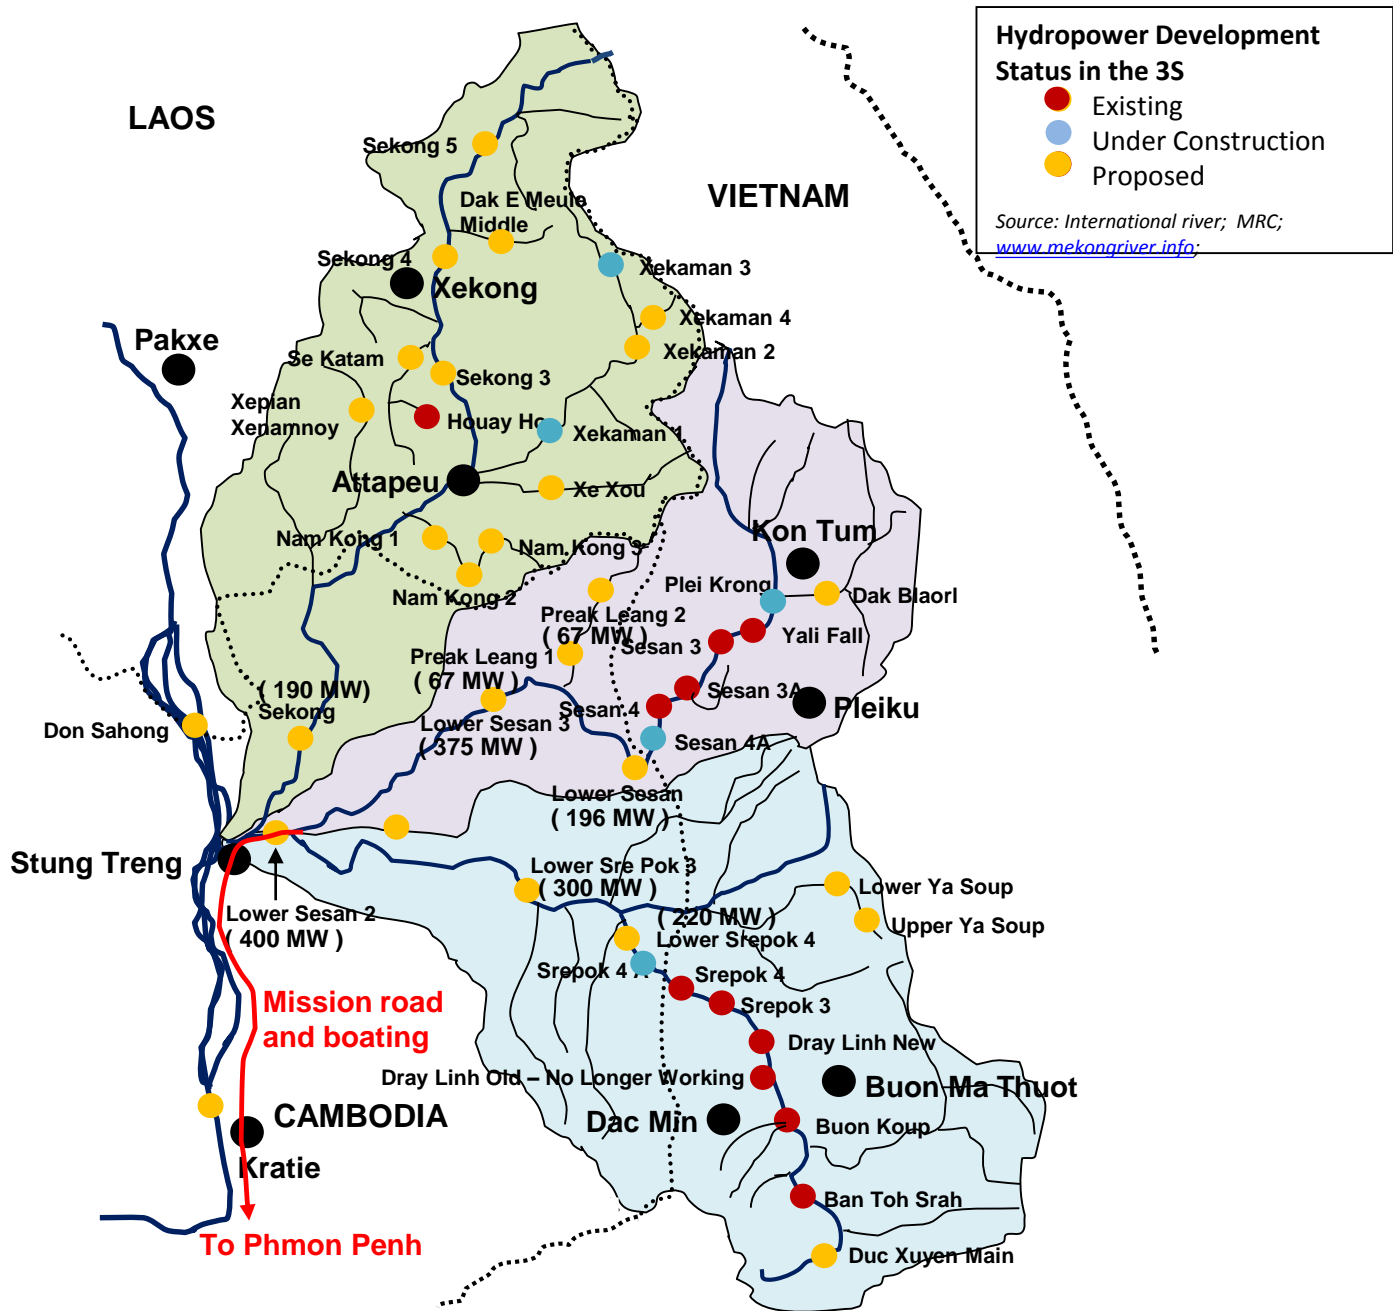 Hydropower Development
Status in the 3S
Existing
Under Construction
Proposed
Source: International river; MRC;
www.mekongriver.info;
LAOS
VIETNAM
Sekong 5
Dak E Meule
Middle
Sekong 4
Xekong
Xekaman 3
Xekaman 4
Xekaman 2
Pakxe
Se Katam
Sekong 3
Xepian
Xenamnoy
Houay Ho
Xekaman 1
Attapeu
Xe Xou
Nam Kong 1
Nam Kong 3
Nam Kong 2
Kon Tum
Plei Krong
Dak Blaorl
Preak Leang 2
( 67 MW )
Sesan 3
Yali Fall
Preak Leang 1
( 67 MW )
Sesan 3A
Pleiku
Sesan 4
( 190 MW)
Sekong
Don Sahong
Lower Sesan 3
( 375 MW )
Sesan 4A
Lower Sesan
( 196 MW )
Stung Treng
Lower Sesan 2
( 400 MW )
Lower Sre Pok 3
( 300 MW )
Lower Ya Soup
Upper Ya Soup
( 220 MW )
Lower Srepok 4
Srepok 4 A
Srepok 4
Srepok 3
Mission road
and boating
Dray Linh New
Dray Linh Old – No Longer Working
Buon Ma Thuot
CAMBODIA
Dac Min
Buon Koup
Kratie
Ban Toh Srah
To Phmon Penh
Duc Xuyen Main